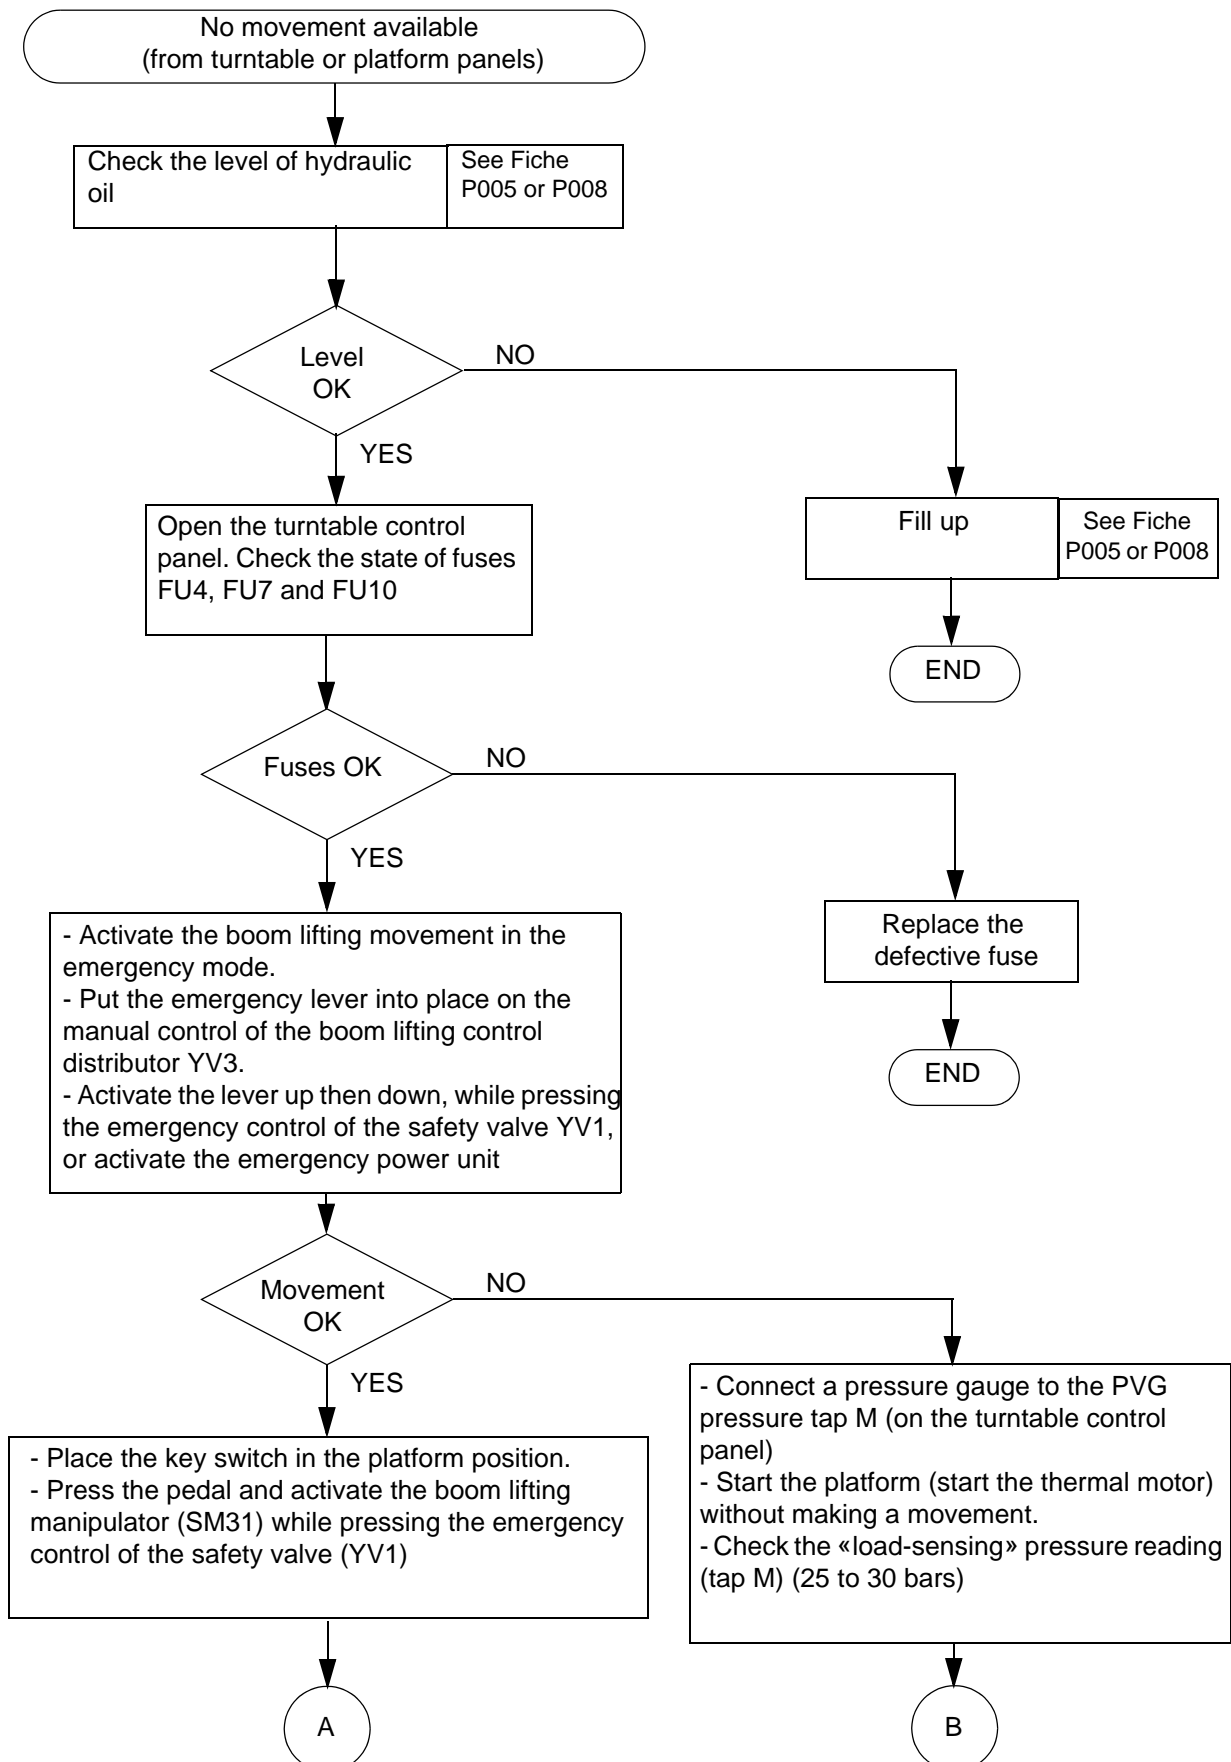 No movement available
(from turntable or platform panels)
Check the level of hydraulic
oil
See Fiche
P005 or P008
Level
OK
NO
YES
Open the turntable control
panel. Check the state of fuses
FU4, FU7 and FU10
Fill up
See Fiche
P005 or P008
END
Fuses OK
NO
YES
- Activate the boom lifting movement in the
emergency mode.
- Put the emergency lever into place on the
manual control of the boom lifting control
distributor YV3.
- Activate the lever up then down, while pressing
the emergency control of the safety valve YV1,
or activate the emergency power unit
Replace the
defective fuse
END
Movement
OK
NO
YES
- Place the key switch in the platform position.
- Press the pedal and activate the boom lifting
manipulator (SM31) while pressing the emergency
control of the safety valve (YV1)
- Connect a pressure gauge to the PVG
pressure tap M (on the turntable control
panel)
- Start the platform (start the thermal motor)
without making a movement.
- Check the «load-sensing» pressure reading
(tap M) (25 to 30 bars)
A
B